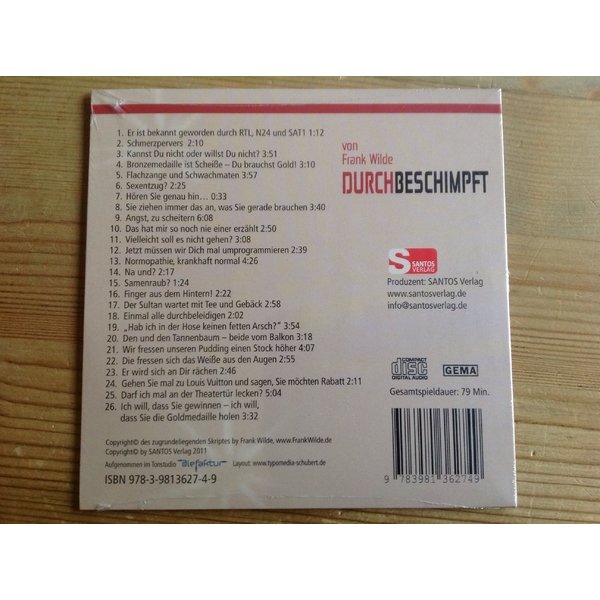 1. Er ist bekannt geworden durch RTL, N24 und SAT1 1:12
2. Schmerzpervers 2:10
3. Kannst Du nicht oder willst Du nicht? 3:51
4. Bronzemedaille ist Scheiße – Du brauchst Gold! 3:10
5. Flachzange und Schwachmaten 3:57
6. Sexentzug? 2:25
7. Hören Sie genau hin... 0:33
8. Sie ziehen immer das an, was Sie gerade brauchen 3:40
9. Angst, zu scheitern 6:08
10. Das hat mir so noch nie einer erzählt 2:50
11. Vielleicht soll es nicht gehen? 3:08
12. Jetzt müssen wir Dich mal umprogrammieren 2:39
13. Normopathie, krankhaft normal 4:26
14. Na und? 2:17
15. Samenraub? 1:24
16. Finger aus dem Hintern! 2:22
17. Der Sultan wartet mit Tee und Gebäck 2:58
18. Einmal alle durchbeleidigen 2:02
19. „Hab ich in der Hose keinen fetten Arsch?“ 3:54
20. Den und den Tannenbaum – beide vom Balkon 3:18
21. Wir fressen unseren Pudding einen Stock höher 4:07
22. Die fressen sich das Weiße aus den Augen 2:55
23. Er wird sich an Dir rächen 2:46
24. Gehen Sie mal zu Louis Vuitton und sagen, Sie möchten Rabatt 2:11
25. Darf ich mal an der Theatertür lecken? 5:04
26. Ich will, dass Sie gewinnen – ich will,
dass Sie die Goldmedaille holen 3:32
Copyright© des zugrundeliegenden Skriptes by Frank Wilde, www.FrankWilde.de
Copyright© by SANTOS Verlag 2011
Aufgenommen im Tonstudio Tonfaktur Layout: www.typomedia-schubert.de
ISBN 978-3-9813627-4-9
von
Frank Wilde
DURCHBESCHIMPFT
S
SANTOS
VERLAG
Produzent: SANTOS Verlag
www.santosverlag.de
info@santosverlag.de
COMPACT
disc
DIGITAL AUDIO
GEMA
Gesamtspieldauer: 79 Min.
9 783981 362749